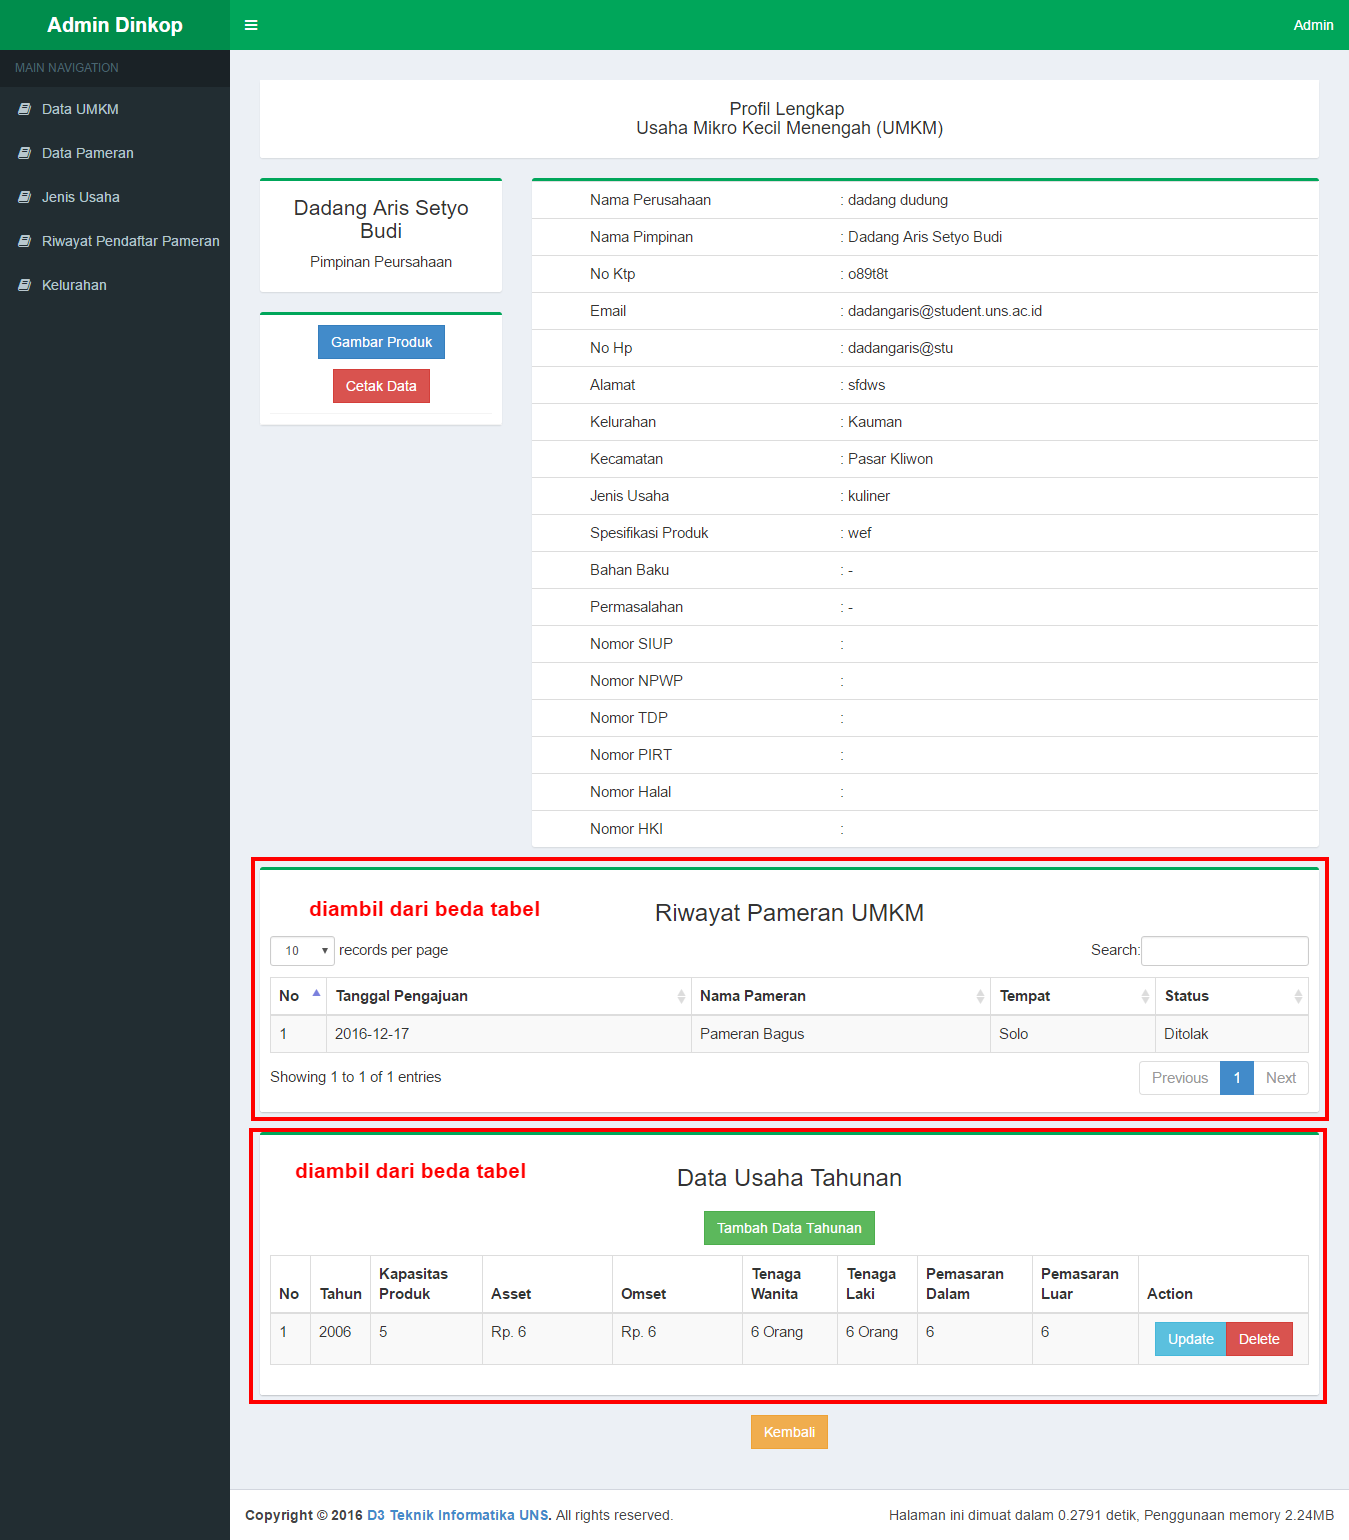 Admin Dinkop
Admin
MAIN NAVIGATION
Data UMKM
Data Pameran
Jenis Usaha
Riwayat Pendaftar Pameran
Kelurahan
Profil Lengkap
Usaha Mikro Kecil Menengah (UMKM)
Dadang Aris Setyo
Budi
Pimpinan Peursahaan
Gambar Produk
Cetak Data
Nama Perusahaan : dadang dudung
Nama Pimpinan : Dadang Aris Setyo Budi
No Ktp : o89t8t
Email : dadangaris@student.uns.ac.id
No Hp : dadangaris@stu
Alamat : sfdws
Kelurahan : Kauman
Kecamatan : Pasar Kliwon
Jenis Usaha : kuliner
Spesifikasi Produk : wef
Bahan Baku : -
Permasalahan : -
Nomor SIUP :
Nomor NPWP :
Nomor TDP :
Nomor PIRT :
Nomor Halal :
Nomor HKI :
diambil dari beda tabel
Riwayat Pameran UMKM
10 records per page Search:
No Tanggal Pengajuan Nama Pameran Tempat Status
1 2016-12-17 Pameran Bagus Solo Ditolak
Showing 1 to 1 of 1 entries Previous 1 Next
diambil dari beda tabel
Data Usaha Tahunan
Tambah Data Tahunan
No Tahun Kapasitas Produk Asset Omset Tenaga Wanita Tenaga Laki Pemasaran Dalam Pemasaran Luar Action
1 2006 5 Rp. 6 Rp. 6 6 Orang 6 Orang 6 6 Update Delete
Kembali
Copyright © 2016 D3 Teknik Informatika UNS. All rights reserved. Halaman ini dimuat dalam 0.2791 detik, Penggunaan memory 2.24MB